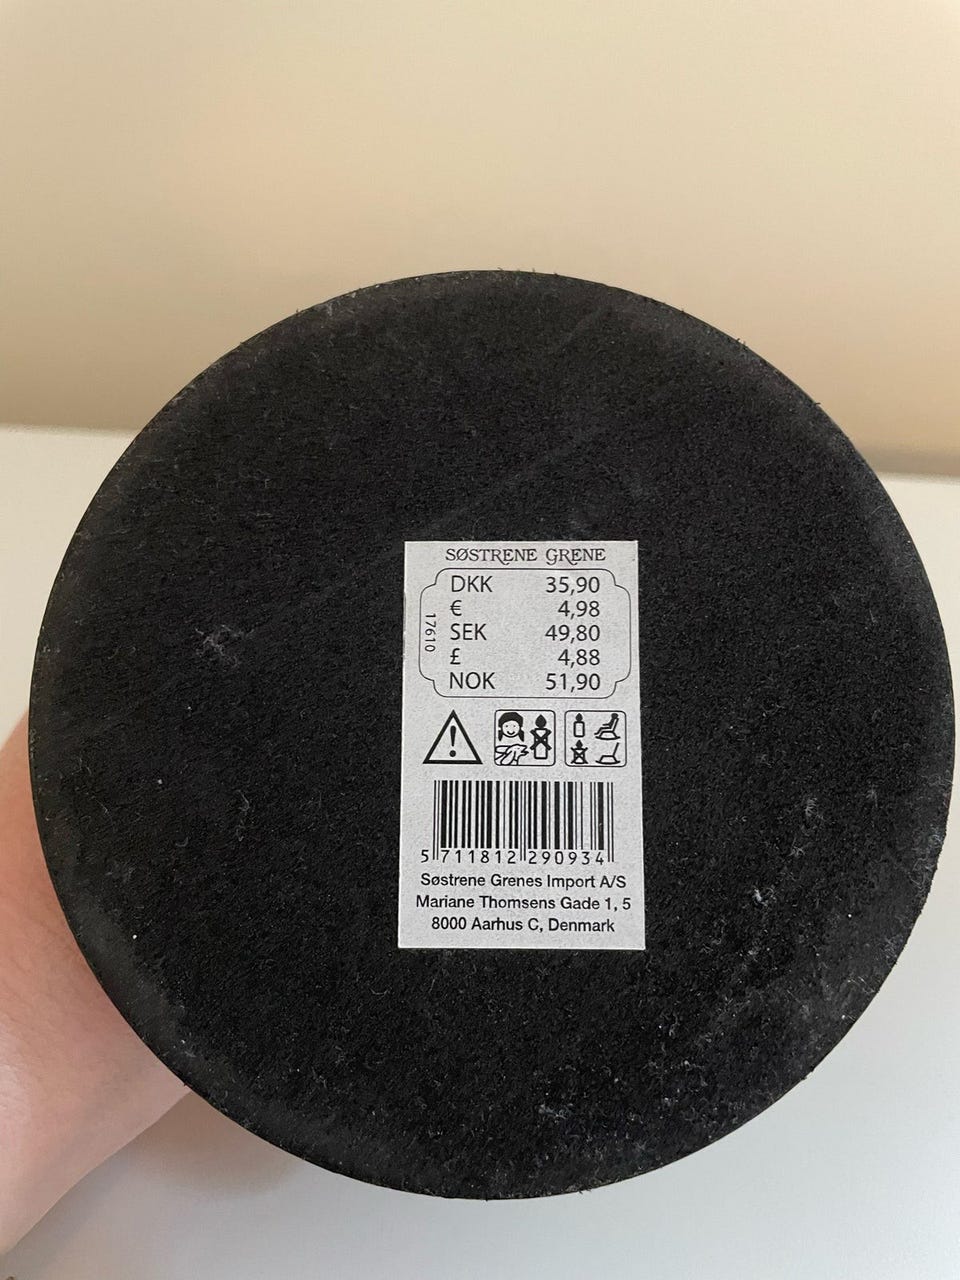 SØSTRENE GRENE
DKK 35,90
€ 4,98
SEK 49,80
£ 4,88
NOK 51,90
17610
5 711812 290934
Søstrene Grenes Import A/S
Mariane Thomsens Gade 1, 5
8000 Aarhus C, Denmark